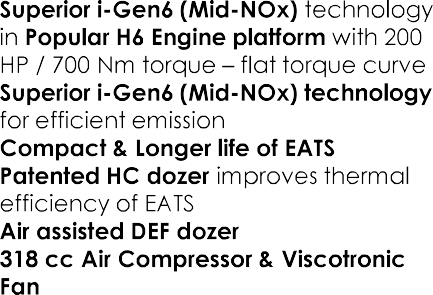 Superior i-Gen6 (Mid-NOx) technology
in Popular H6 Engine platform with 200
HP / 700 Nm torque – flat torque curve
Superior i-Gen6 (Mid-NOx) technology
for efficient emission
Compact & Longer life of EATS
Patented HC dozer improves thermal
efficiency of EATS
Air assisted DEF dozer
318 cc Air Compressor & Viscotronic
Fan